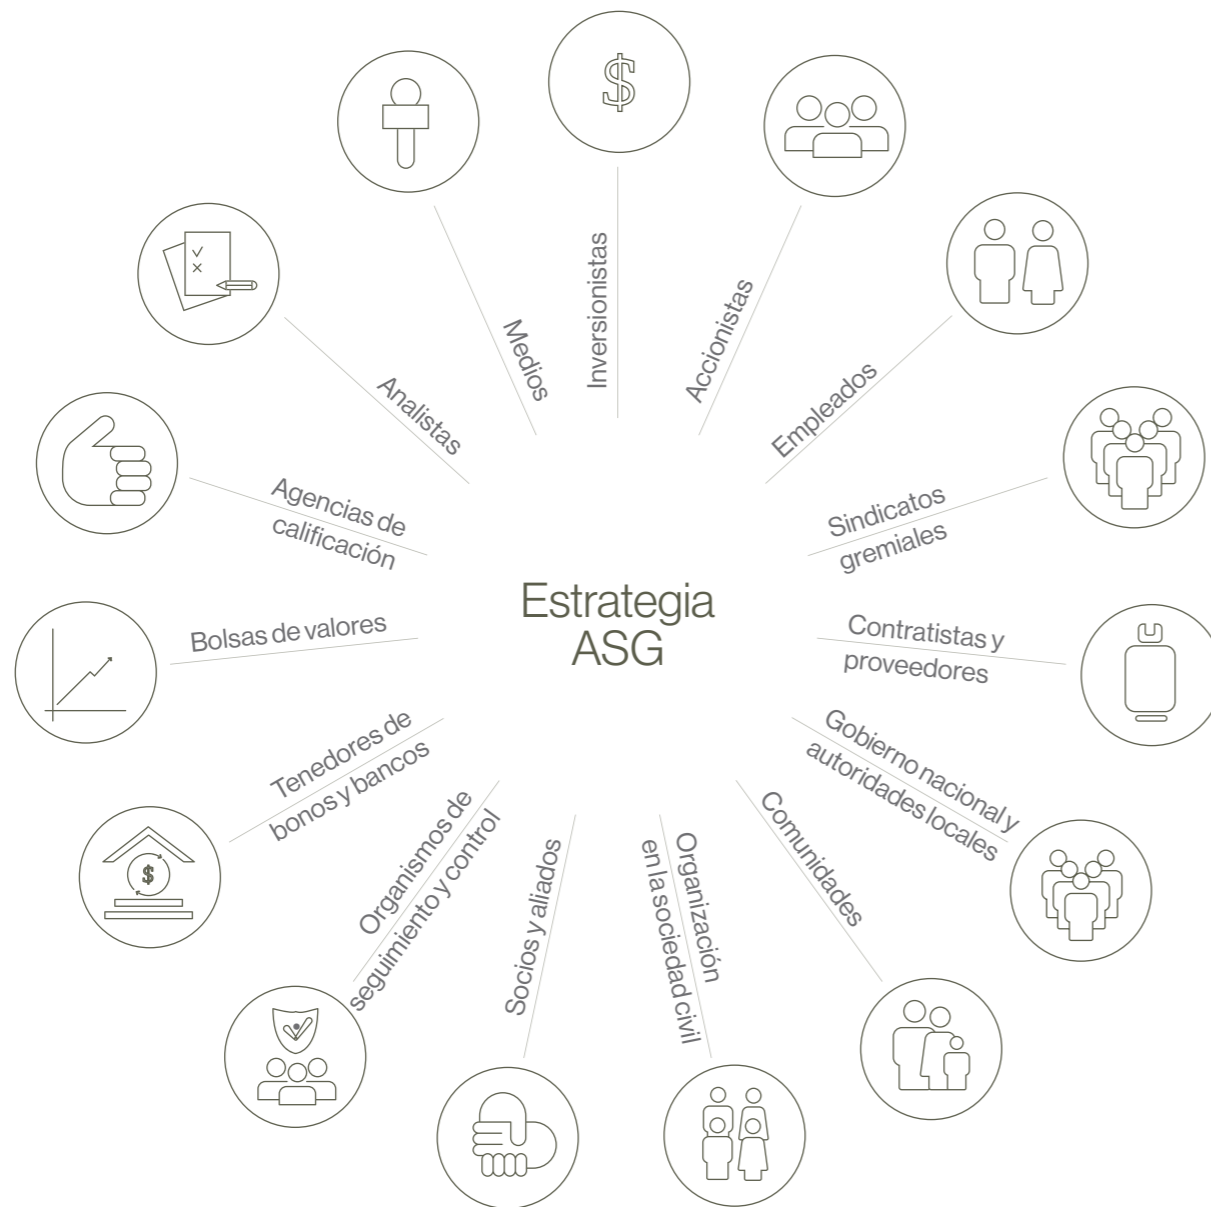 $
Inversionistas
Accionistas
Empleados
Sindicatos
gremiales
Contratistas y
proveedores
Gobierno nacional y
autoridades locales
Comunidades
Organización
en la sociedad civil
Socios y aliados
Organismos de
seguimiento y control
Tenedores de
bonos y bancos
$
Bolsas de valores
Agencias de
calificación
Analistas
Medios
Estrategia
ASG